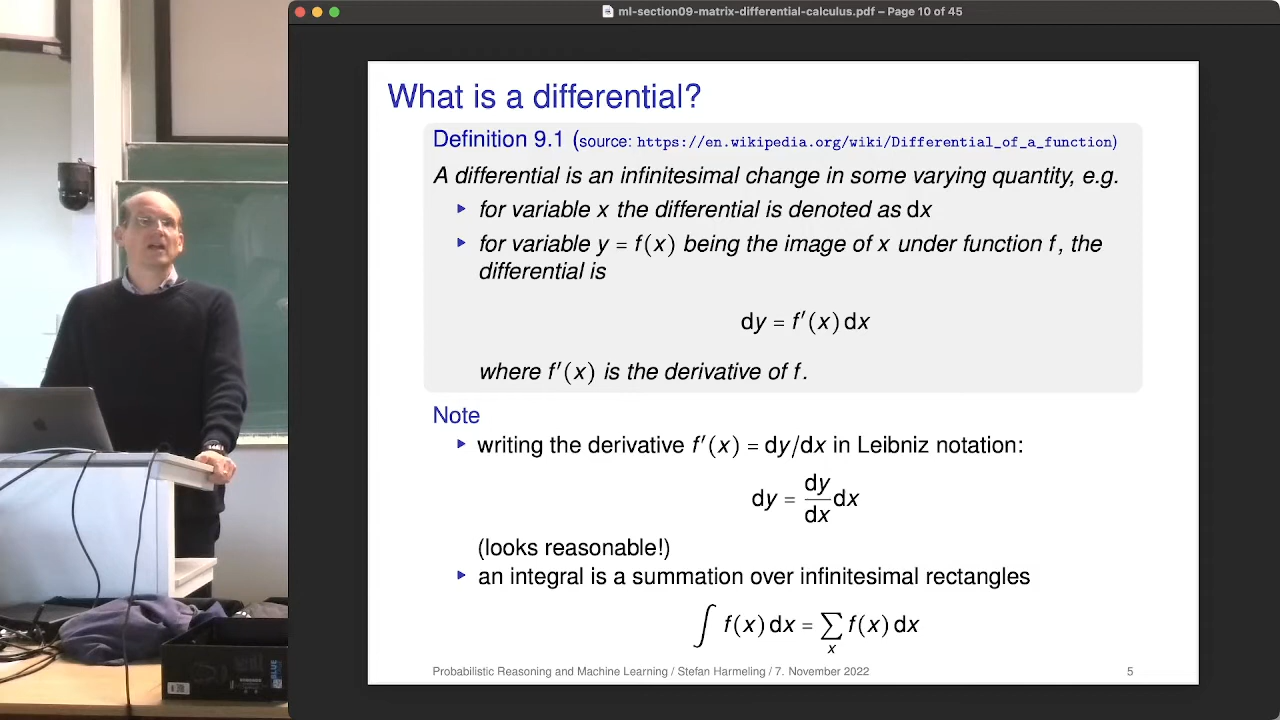 ml-section09-matrix-differential-calculus.pdf – Page 10 of 45
What is a differential?
Definition 9.1 (source: https://en.wikipedia.org/wiki/Differential_of_a_function)
A differential is an infinitesimal change in some varying quantity, e.g.
▶ for variable x the differential is denoted as dx
▶ for variable y = f(x) being the image of x under function f, the
differential is
dy = f′(x) dx
where f′(x) is the derivative of f.
Note
▶ writing the derivative f′(x) = dy/dx in Leibniz notation:
dy = dy/dx dx
(looks reasonable!)
▶ an integral is a summation over infinitesimal rectangles
∫ f(x) dx = ∑x f(x) dx
Probabilistic Reasoning and Machine Learning / Stefan Harmeling / 7. November 2022 5